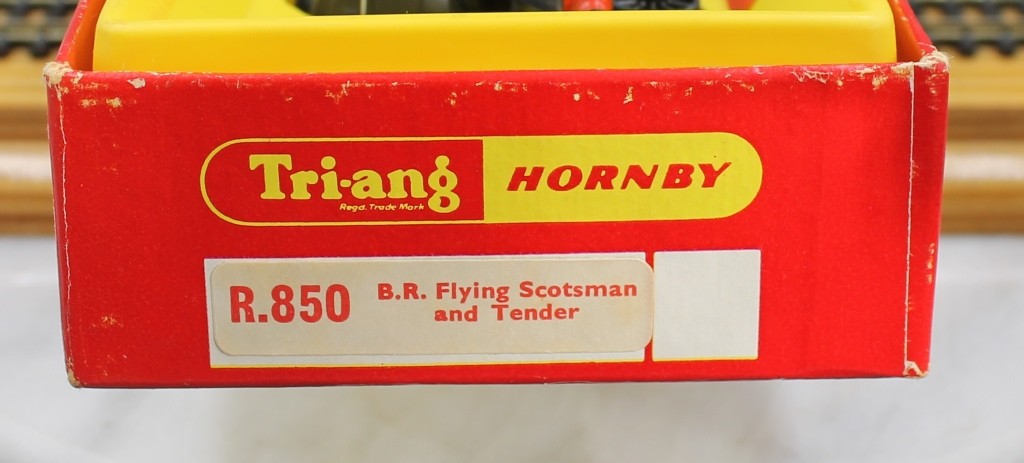 Tri-ang HORNBY
Regd. Trade Mark
R.850 B.R. Flying Scotsman
and Tender